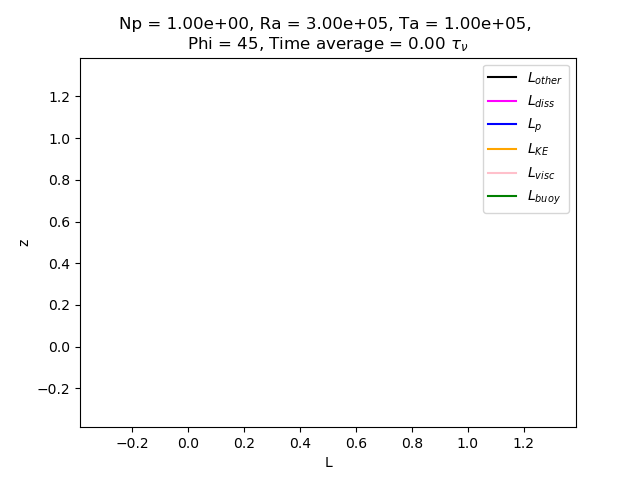 Np = 1.00e+00, Ra = 3.00e+05, Ta = 1.00e+05,
Phi = 45, Time average = 0.00 τ_ν
L_other
L_diss
L_p
L_KE
L_visc
L_buoy
1.2
1.0
0.8
0.6
0.4
0.2
0.0
−0.2
z
−0.2 0.0 0.2 0.4 0.6 0.8 1.0 1.2
L